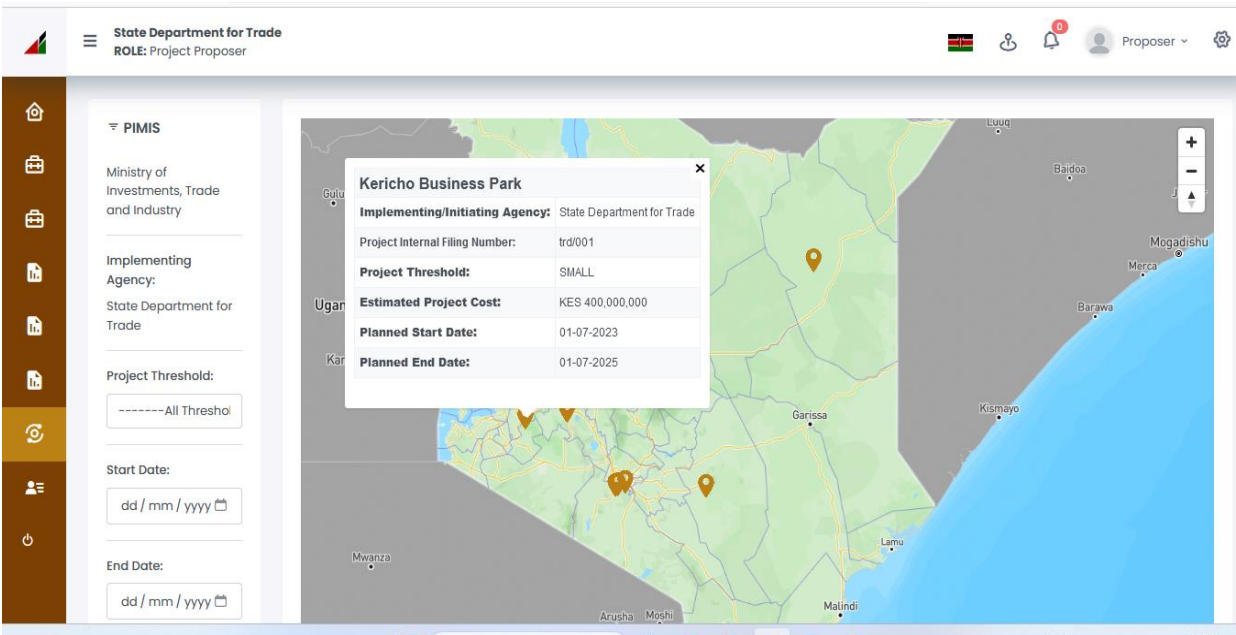 State Department for Trade
ROLE: Project Proposer
0
Proposer
PIMIS
Ministry of
Investments, Trade
and Industry
Implementing
Agency:
State Department for
Trade
Project Threshold:
-------All Threshol
Start Date:
dd / mm / yyyy
End Date:
dd / mm / yyyy
Kericho Business Park
Implementing/Initiating Agency: State Department for Trade
Project Internal Filing Number: trd/001
Project Threshold: SMALL
Estimated Project Cost: KES 400,000,000
Planned Start Date: 01-07-2023
Planned End Date: 01-07-2025
Luuq
Baidoa
Gulu
Mogadishu
Merca
Ugan
Barawa
Kar
Garissa
Kismayo
Lamu
Mwanza
Malindi
Arusha Moshi